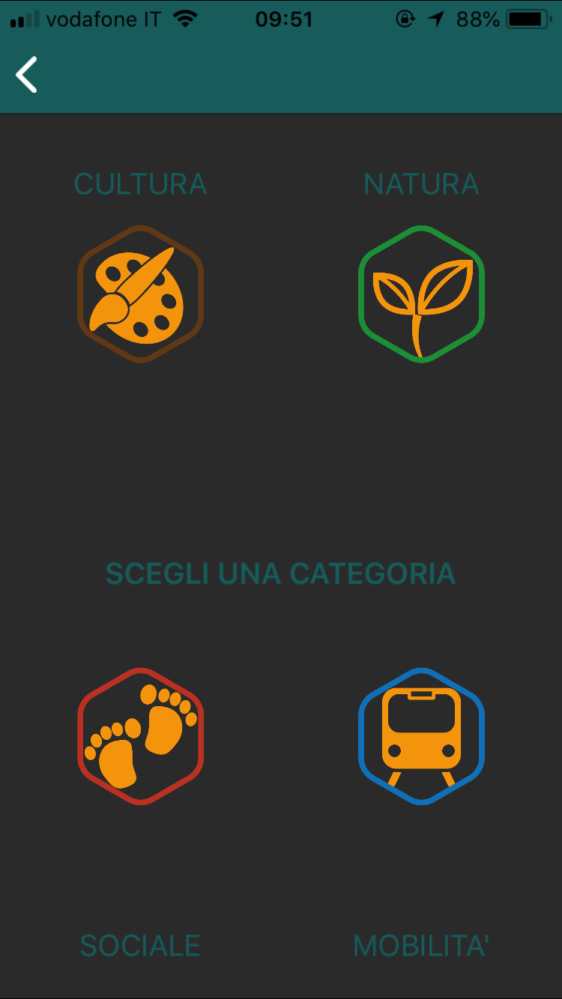 vodafone IT 09:51 88%
CULTURA NATURA
SCEGLI UNA CATEGORIA
SOCIALE MOBILITA'